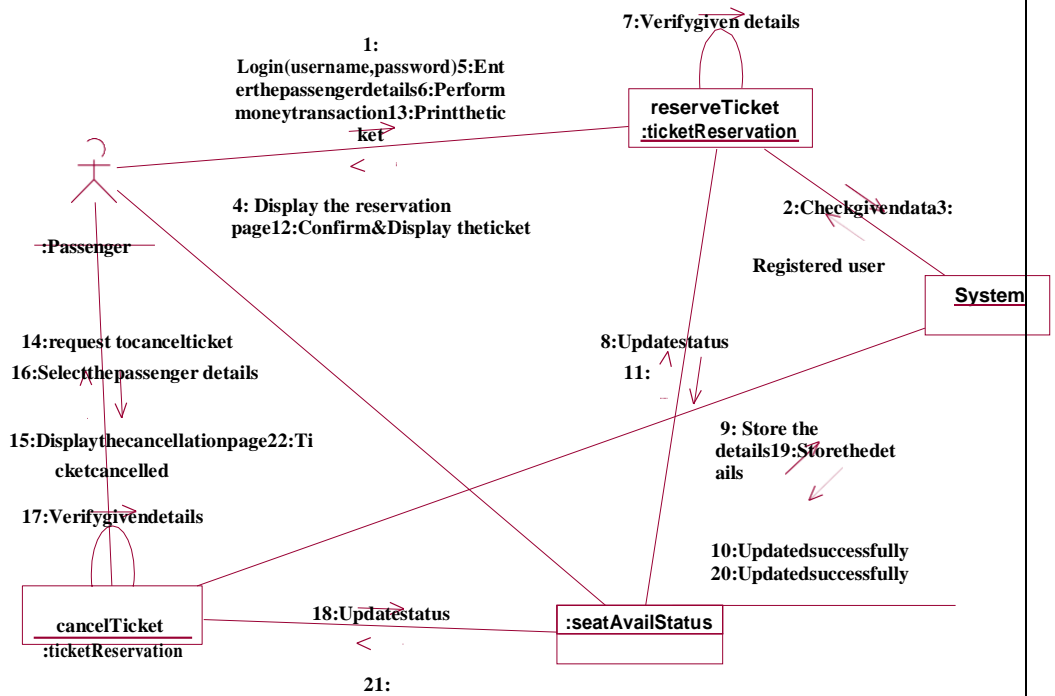 7:Verifygiven details
1:
Login(username,password)5:Ent
erthepassengerdetails6:Perform
moneytransaction13:Printthetic
ket
reserveTicket
:ticketReservation
4: Display the reservation
page12:Confirm&Display theticket
2:Checkgivendata3:
Registered user
:Passenger
System
14:request tocancelticket
16:Selectthepassenger details
8:Updatestatus
11:
15:Displaythecancellationpage22:Ti
cketcancelled
9: Store the
details19:Storethedet
ails
17:Verifygivendetails
10:Updatedsuccessfully
20:Updatedsuccessfully
18:Updatestatus
:seatAvailStatus
cancelTicket
:ticketReservation
21: